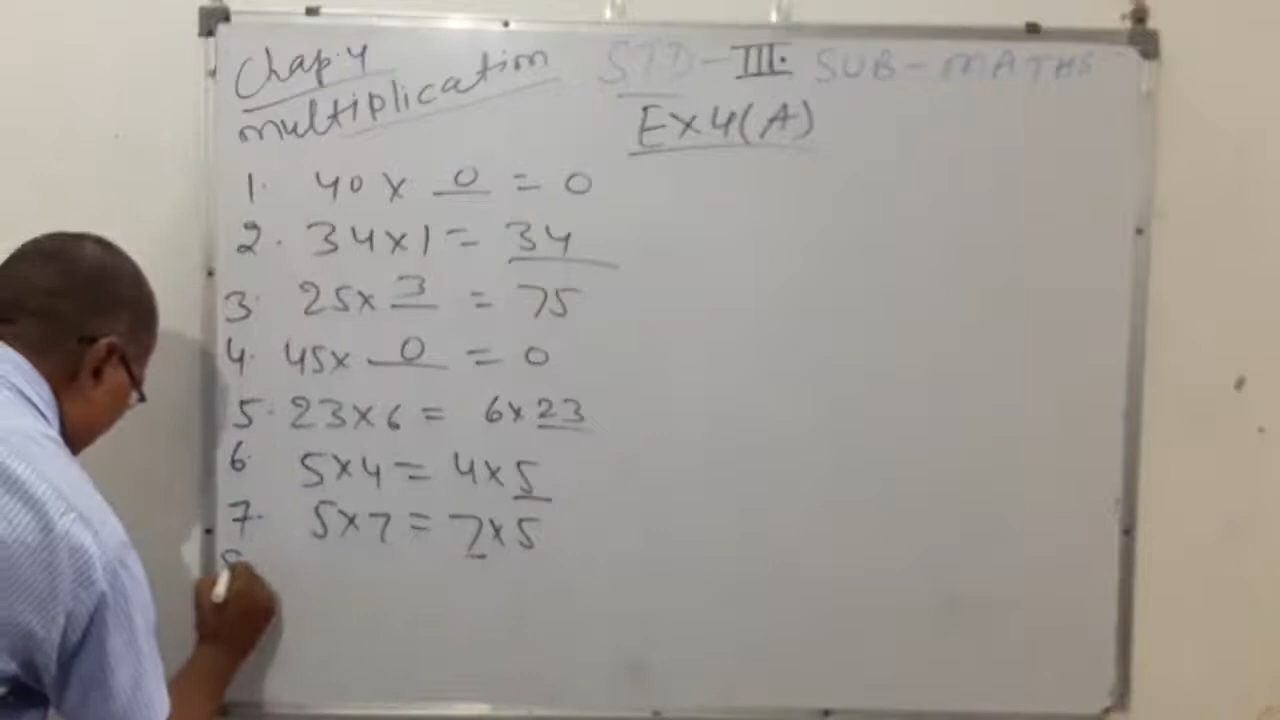 Chap. 4
multiplication
STD - III. SUB - MATHS
EX 4(A)
1. 40 × 0 = 0
2. 34 × 1 = 34
3. 25 × 3 = 75
4. 45 × 0 = 0
5. 23 × 6 = 6 × 23
6. 5 × 4 = 4 × 5
7. 5 × 7 = 7 × 5